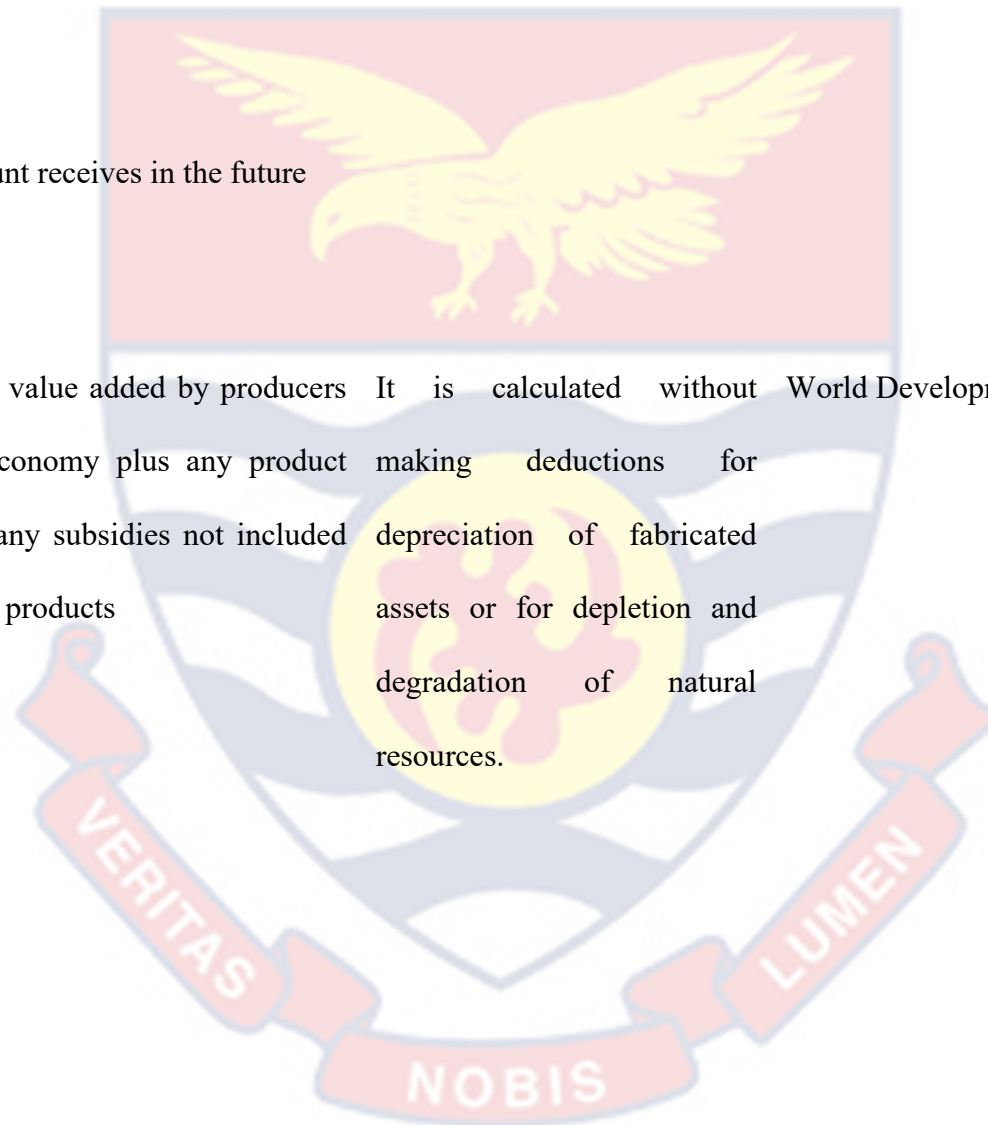 unt receives in the future
value added by producers
conomy plus any product
any subsidies not included
products
It is calculated without
making deductions for
depreciation of fabricated
assets or for depletion and
degradation of natural
resources.
World Develop
VERITAS
NOBIS
LUMEN